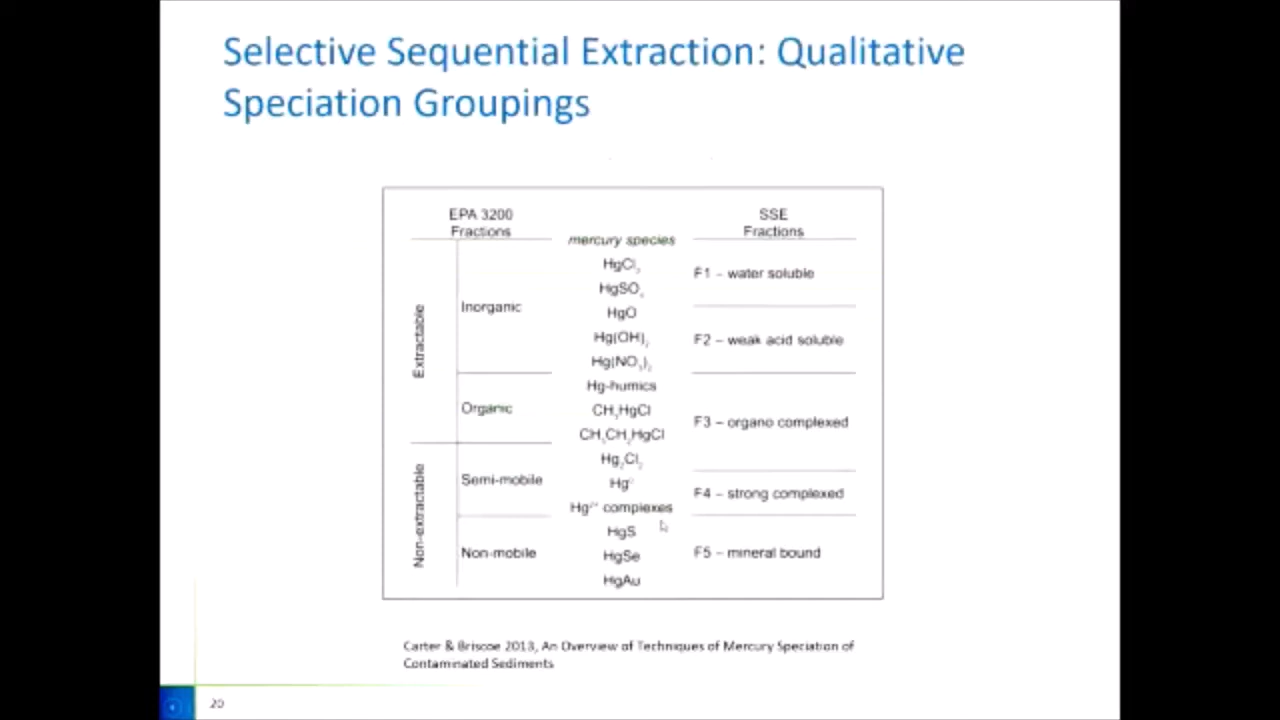 Selective Sequential Extraction: Qualitative
Speciation Groupings
EPA 3200
Fractions
mercury species
SSE
Fractions
Extractable
Inorganic
Organic
Non-extractable
Semi-mobile
Non-mobile
HgCl₂
HgSO₄
HgO
Hg(OH)₂
Hg(NO₃)₂
Hg-humics
CH₃HgCl
CH₃CH₂HgCl
Hg₂Cl₂
Hg⁰
Hg²⁺ complexes
HgS
HgSe
HgAu
F1 – water soluble
F2 – weak acid soluble
F3 – organo complexed
F4 – strong complexed
F5 – mineral bound
Carter & Briscoe 2013, An Overview of Techniques of Mercury Speciation of
Contaminated Sediments
20